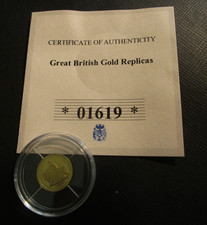 CERTIFICATE OF AUTHENTICITY
Great British Gold Replicas
* 01619 *